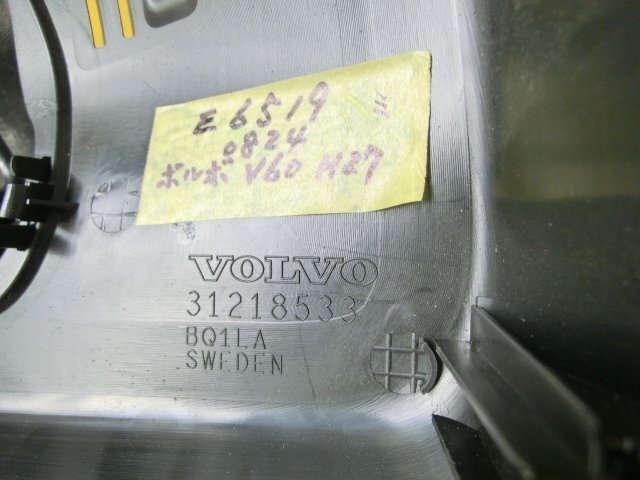 E6519
0824
ボルボ V60 H27
VOLVO
31218533
BQ1LA
SWEDEN